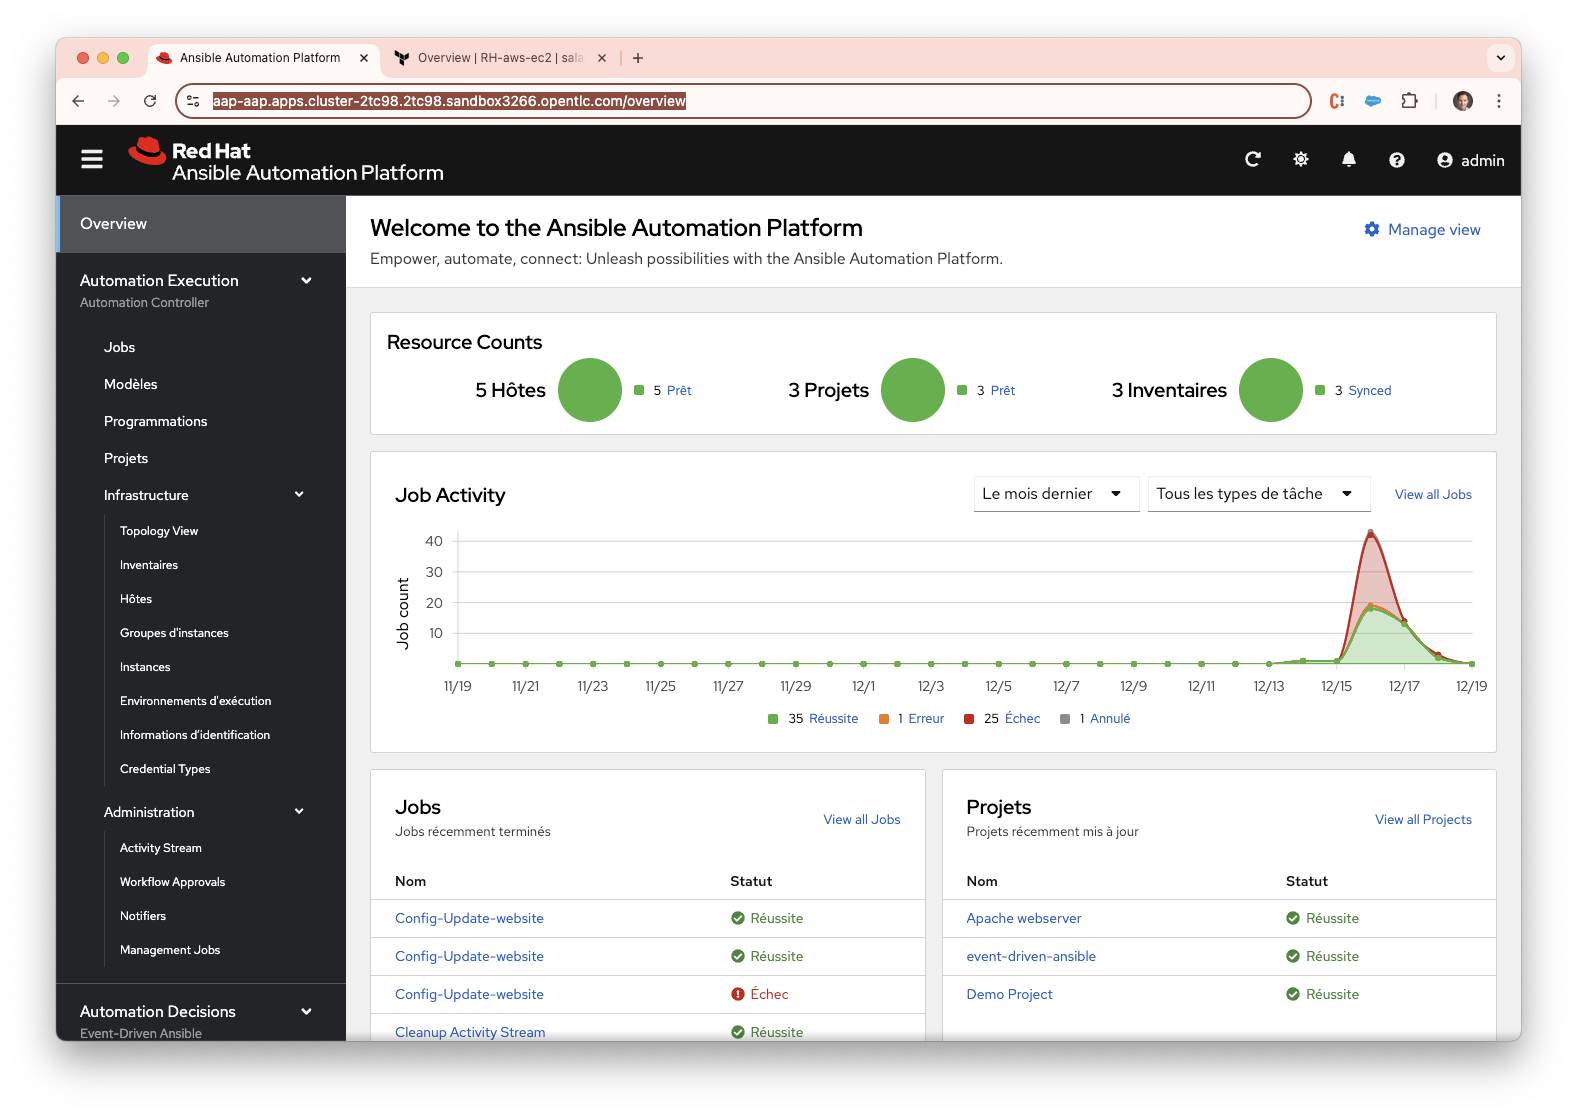 Ansible Automation Platform
Overview | RH-aws-ec2 | sala
aap-aap.apps.cluster-2tc98.2tc98.sandbox3266.opentlc.com/overview
Red Hat
Ansible Automation Platform
admin
Overview
Automation Execution
Automation Controller
Jobs
Modèles
Programmations
Projets
Infrastructure
Topology View
Inventaires
Hôtes
Groupes d'instances
Instances
Environnements d'exécution
Informations d'identification
Credential Types
Administration
Activity Stream
Workflow Approvals
Notifiers
Management Jobs
Automation Decisions
Event-Driven Ansible
Welcome to the Ansible Automation Platform
Manage view
Empower, automate, connect: Unleash possibilities with the Ansible Automation Platform.
Resource Counts
5 Hôtes 5 Prêt 3 Projets 3 Prêt 3 Inventaires 3 Synced
Job Activity
Le mois dernier Tous les types de tâche View all Jobs
Job count
40
30
20
10
11/19 11/21 11/23 11/25 11/27 11/29 12/1 12/3 12/5 12/7 12/9 12/11 12/13 12/15 12/17 12/19
35 Réussite 1 Erreur 25 Échec 1 Annulé
Jobs
Jobs récemment terminés
View all Jobs
Nom Statut
Config-Update-website Réussite
Config-Update-website Réussite
Config-Update-website Échec
Cleanup Activity Stream Réussite
Projets
Projets récemment mis à jour
View all Projects
Nom Statut
Apache webserver Réussite
event-driven-ansible Réussite
Demo Project Réussite